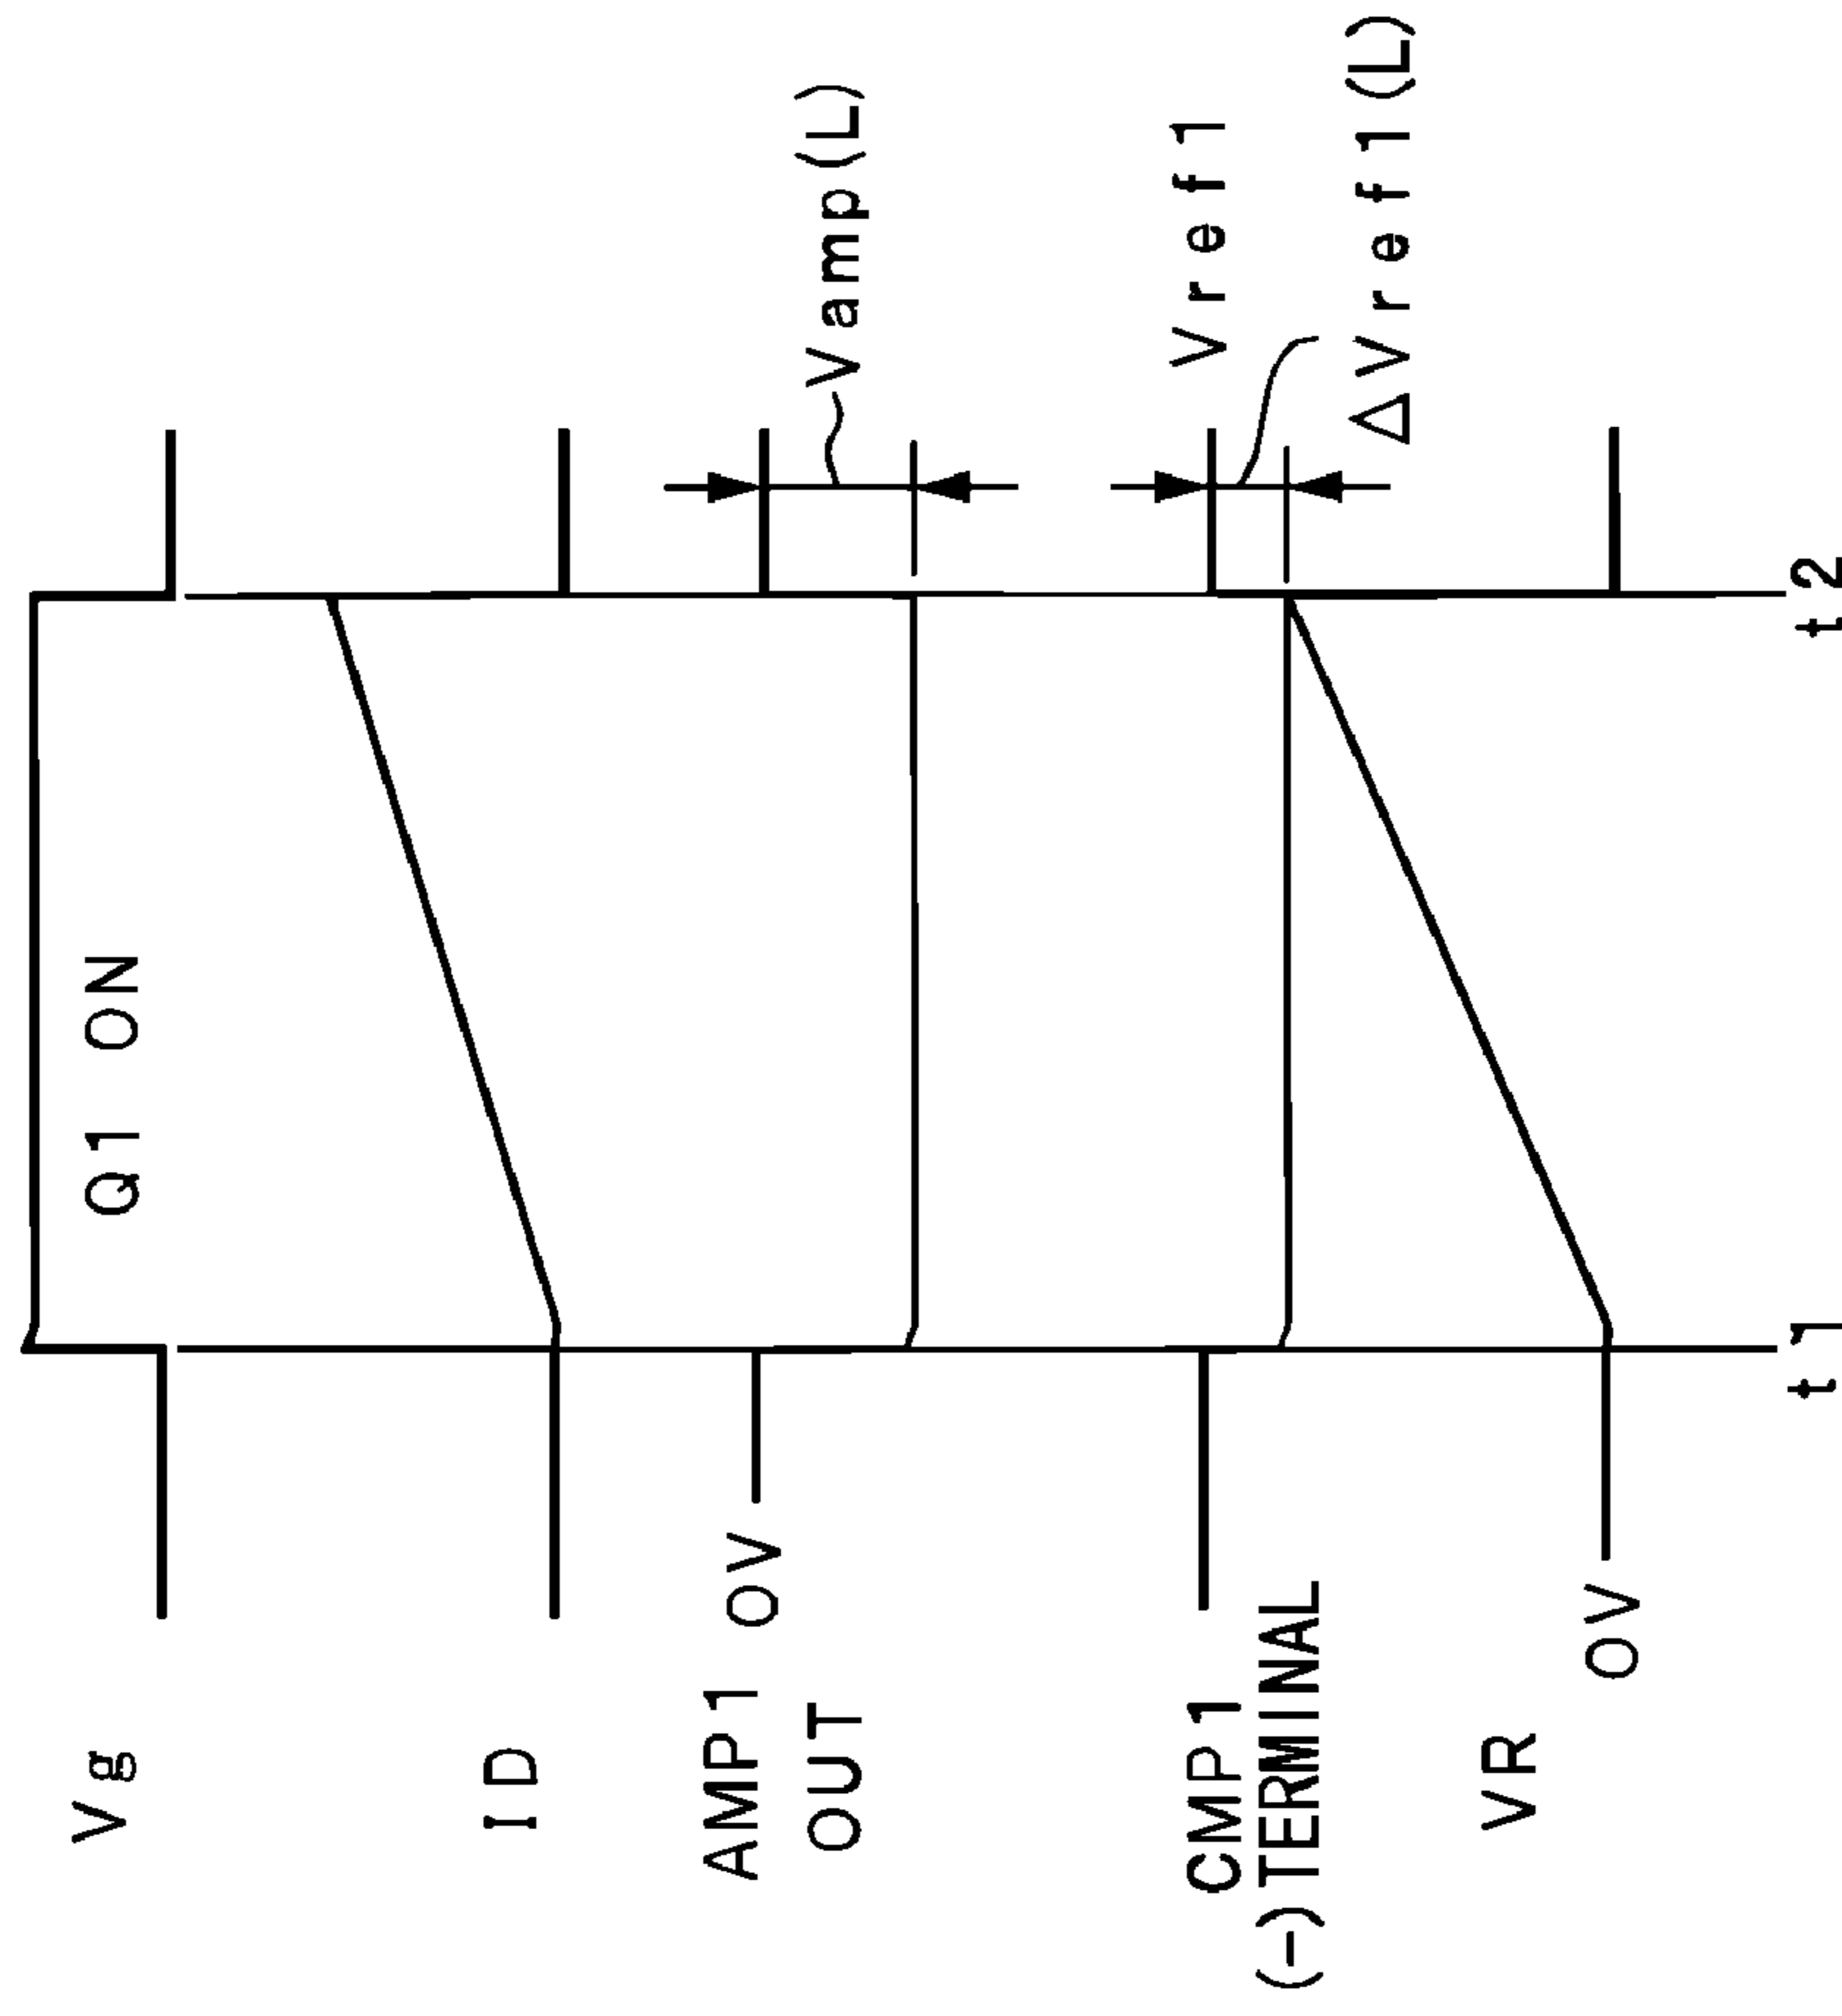 Vg
Q1 ON
ID
AMP1 0V
OUT
Vamp(L)
CMP1
(-)TERMINAL
Vref1
ΔVref1(L)
VR
0V
t1
t2